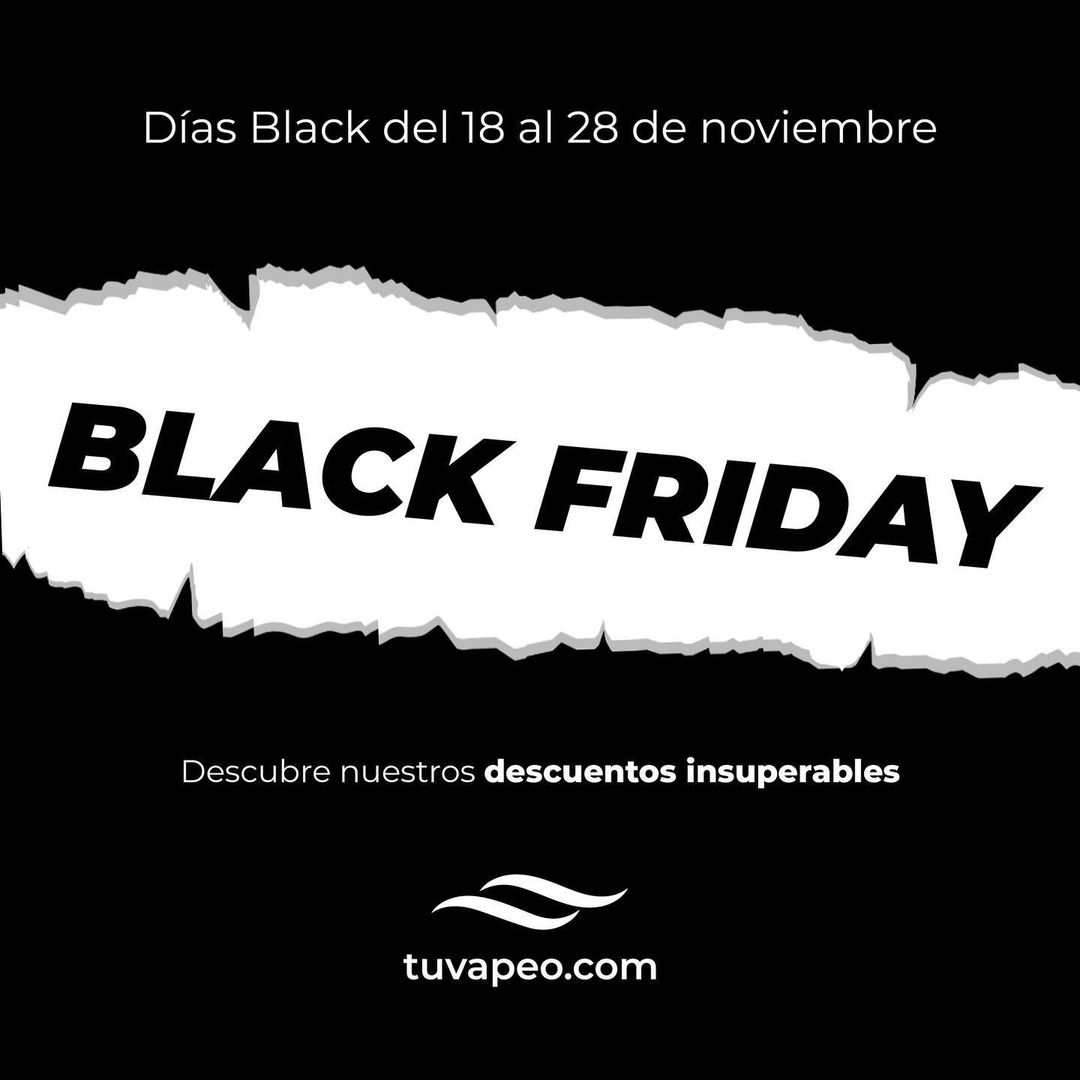 Días Black del 18 al 28 de noviembre
BLACK FRIDAY
Descubre nuestros descuentos insuperables
tuvapeo.com